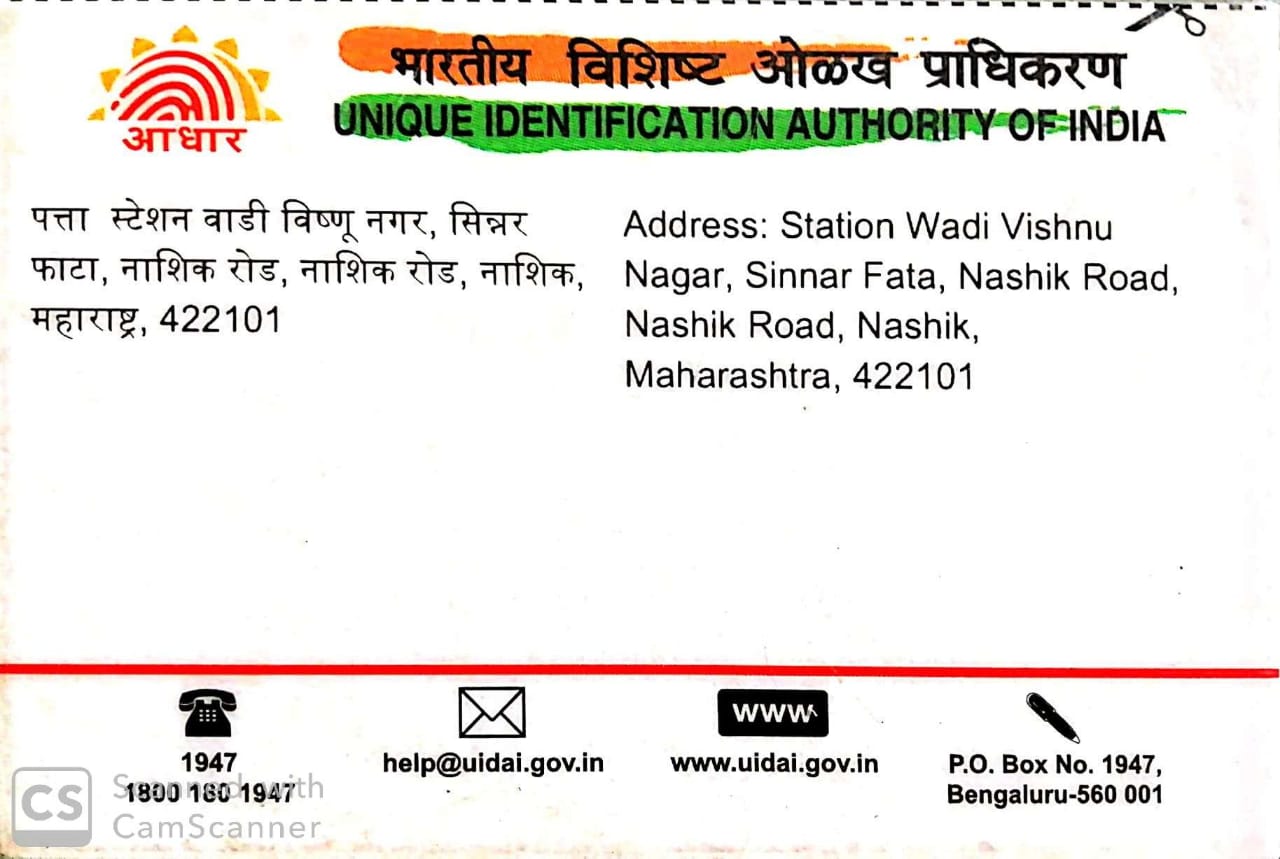 आधार
भारतीय विशिष्ट ओळख प्राधिकरण
UNIQUE IDENTIFICATION AUTHORITY OF INDIA
पत्ता स्टेशन वाडी विष्णू नगर, सिन्नर
फाटा, नाशिक रोड, नाशिक रोड, नाशिक,
महाराष्ट्र, 422101
Address: Station Wadi Vishnu
Nagar, Sinnar Fata, Nashik Road,
Nashik Road, Nashik,
Maharashtra, 422101
1947
1800 180 1947
help@uidai.gov.in
www
www.uidai.gov.in
P.O. Box No. 1947,
Bengaluru-560 001
CS
Scanned with
CamScanner